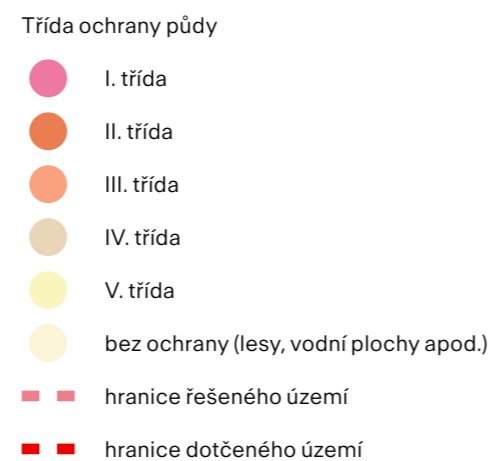 Třída ochrany půdy
I. třída
II. třída
III. třída
IV. třída
V. třída
bez ochrany (lesy, vodní plochy apod.)
hranice řešeného území
hranice dotčeného území